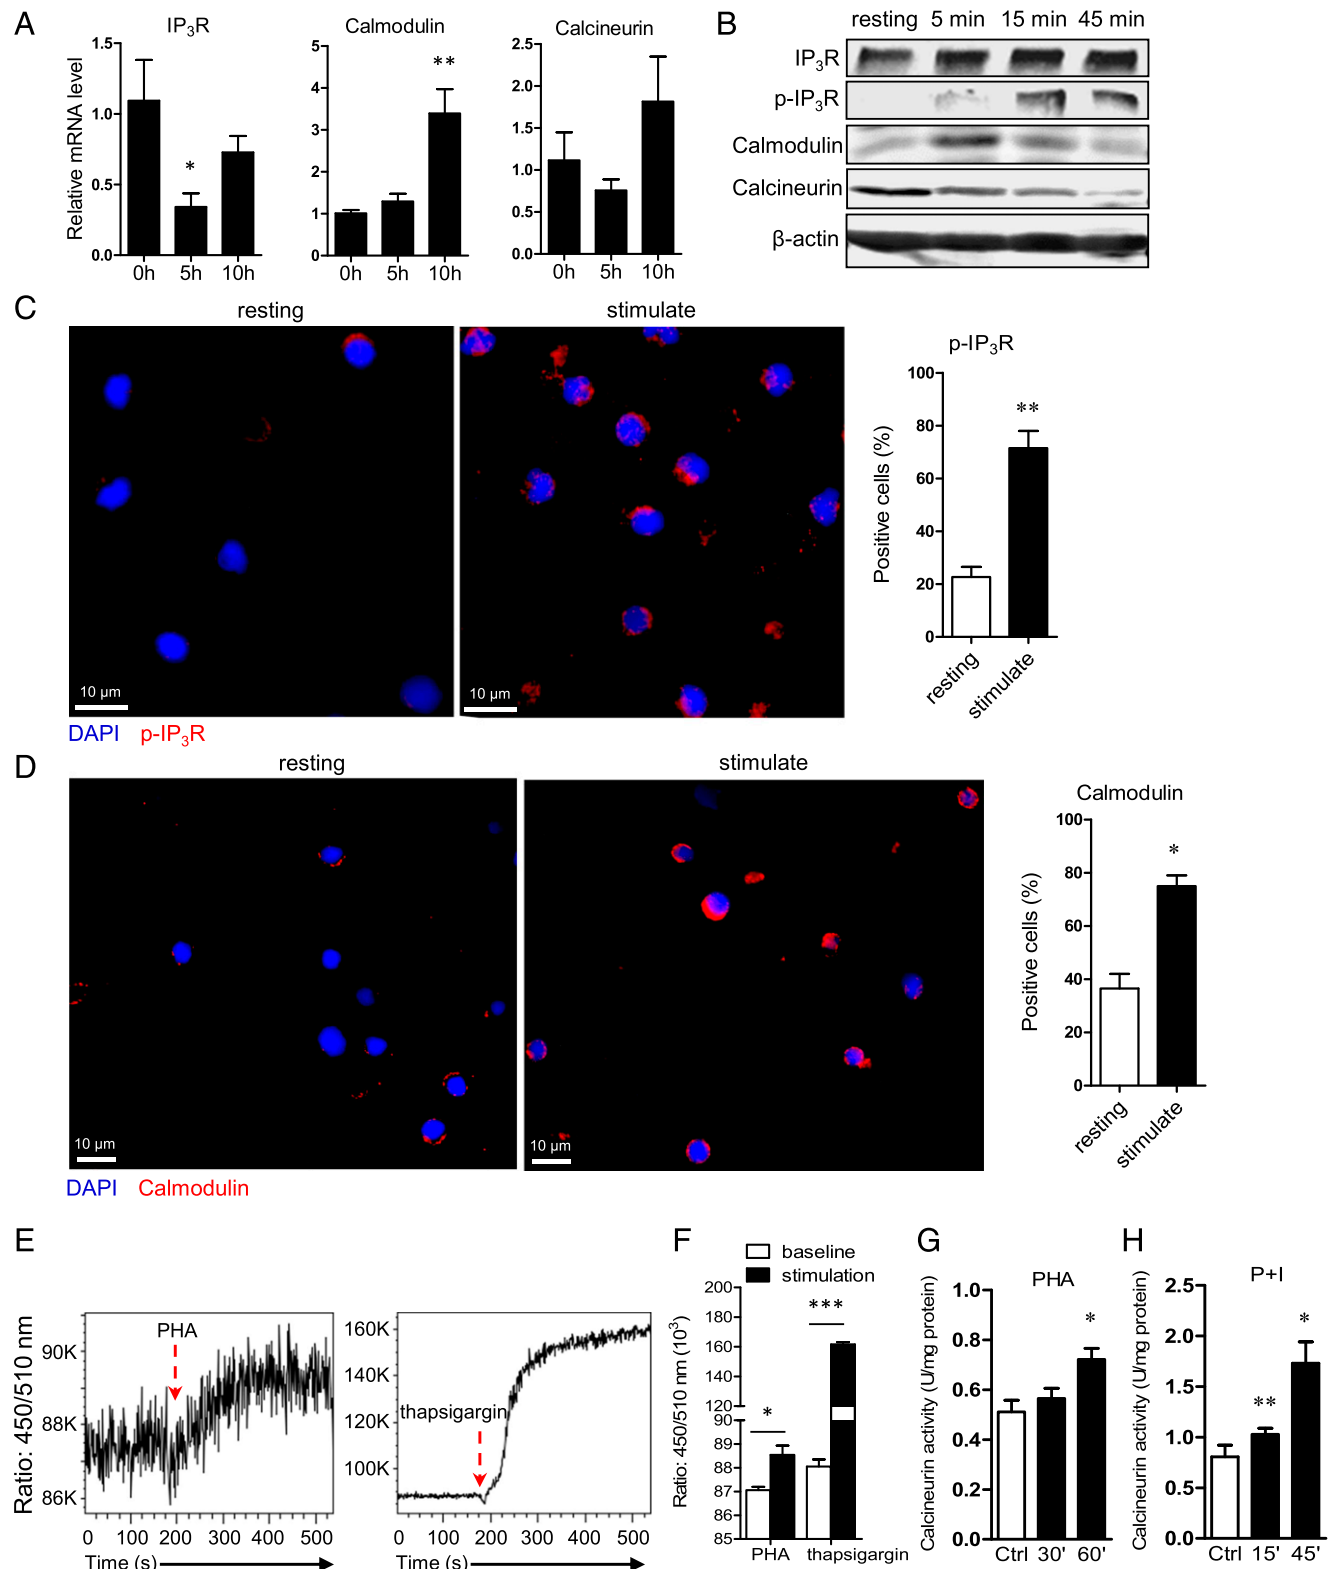 A
IP3R
Calmodulin
Calcineurin
Relative mRNA level
1.5
1.0
0.5
0.0
0h 5h 10h
*
5
4
3
2
1
0
0h 5h 10h
**
2.5
2.0
1.5
1.0
0.5
0.0
0h 5h 10h
B
resting 5 min 15 min 45 min
IP3R
p-IP3R
Calmodulin
Calcineurin
β-actin
C
resting
stimulate
10 µm
10 µm
DAPI p-IP3R
p-IP3R
Positive cells (%)
100
80
60
40
20
0
**
resting
stimulate
D
resting
stimulate
10 µm
10 µm
DAPI Calmodulin
Calmodulin
Positive cells (%)
100
80
60
40
20
0
*
resting
stimulate
E
Ratio: 450/510 nm
90K
88K
86K
PHA
0 100 200 300 400 500
Time (s)
160K
140K
120K
100K
thapsigargin
0 100 200 300 400 500
Time (s)
F
baseline
stimulation
Ratio: 450/510 nm (10³)
200
180
160
140
120
90
89
88
87
86
85
*
***
PHA thapsigargin
G
PHA
Calcineurin activity (U/mg protein)
1.0
0.8
0.6
0.4
0.2
0.0
*
Ctrl 30' 60'
H
P+I
Calcineurin activity (U/mg protein)
2.5
2.0
1.5
1.0
0.5
0.0
**
*
Ctrl 15' 45'